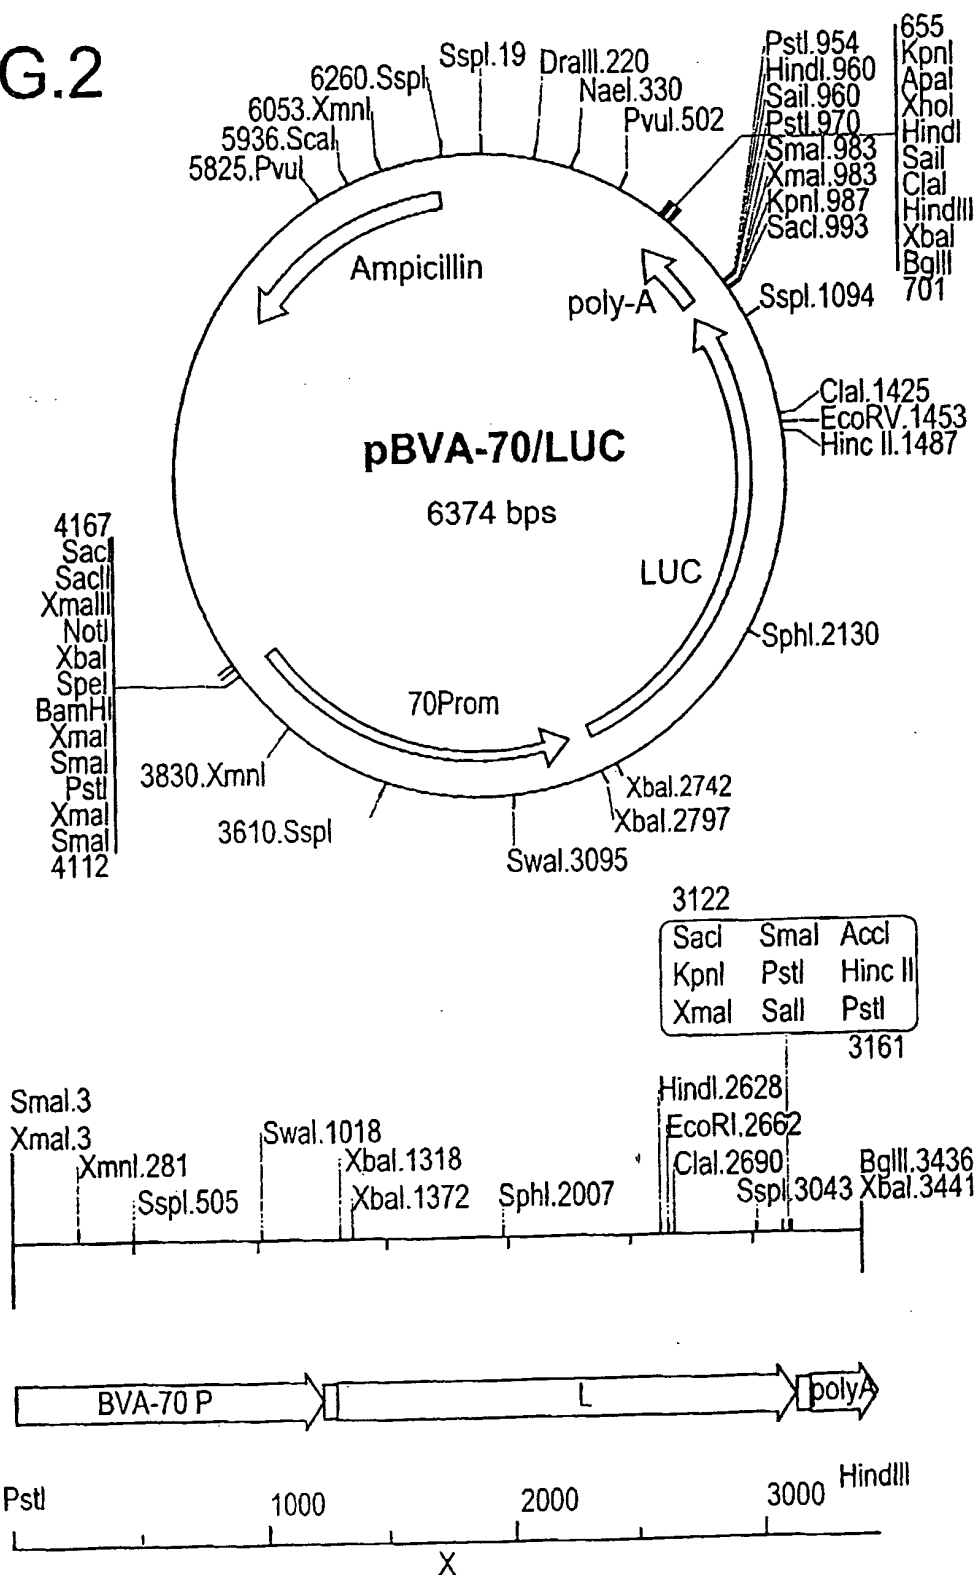 G.2
SspI.19
DraIII.220
NaeI.330
PvuI.502
6260.SspI
6053.XmnI
5936.ScaI
5825.PvuI
PstI.954
HindI.960
SaiI.960
PstI.970
SmaI.983
XmaI.983
KpnI.987
SacI.993
655
KpnI
ApaI
XhoI
HindI
SaiI
ClaI
HindIII
XbaI
BglII
701
SspI.1094
ClaI.1425
EcoRV.1453
Hinc II.1487
SphI.2130
XbaI.2742
XbaI.2797
SwaI.3095
3610.SspI
3830.XmnI
4167
SacI
SacII
XmaIII
NotI
XbaI
SpeI
BamHI
XmaI
SmaI
PstI
XmaI
SmaI
4112
Ampicillin
poly-A
pBVA-70/LUC
6374 bps
LUC
70Prom
3122
SacI SmaI AccI
KpnI PstI Hinc II
XmaI SalI PstI
3161
SmaI.3
XmaI.3
XmnI.281
SspI.505
SwaI.1018
XbaI.1318
XbaI.1372
SphI.2007
HindI.2628
EcoRI.2662
ClaI.2690
SspI.3043
BglII.3436
XbaI.3441
BVA-70 P
L
polyA
PstI
1000
2000
3000
HindIII
X